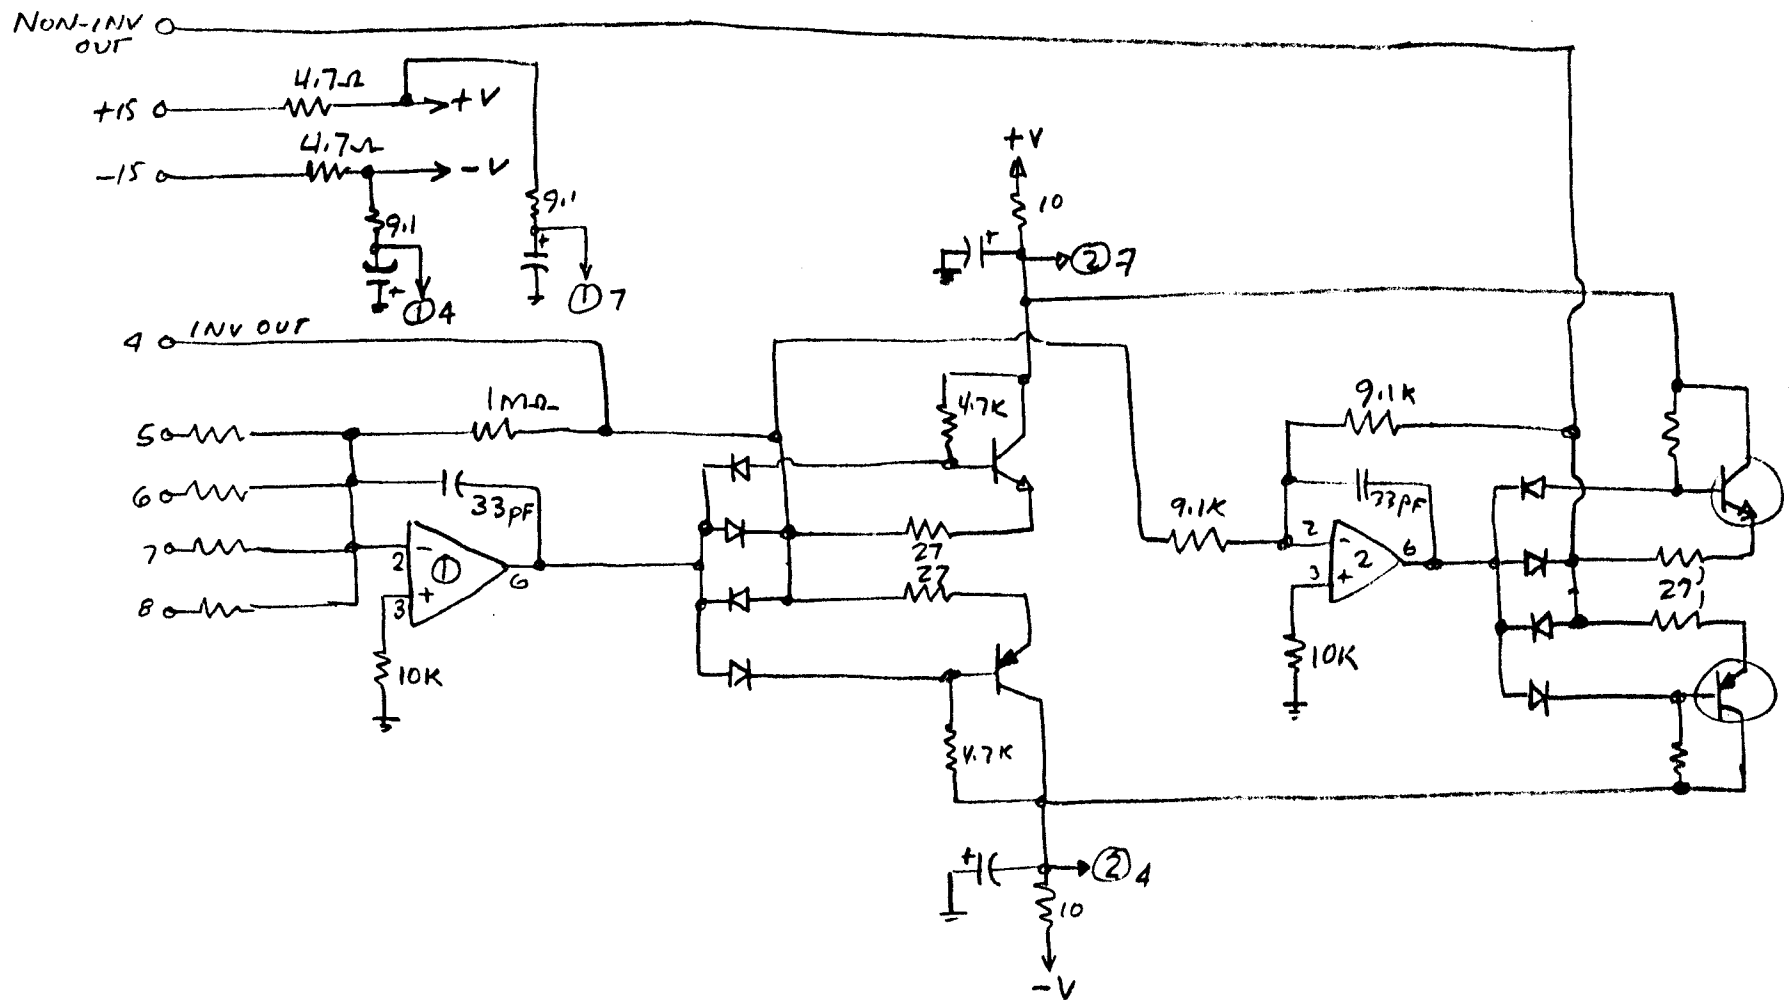 NON-INV
OUT
4.7Ω
+15
+V
4.7Ω
-15
-V
9.1
9.1
+
+
① 4
① 7
+V
10
+
② 7
4 INV OUT
1MΩ
4.7K
9.1K
5
6
33pF
33pF
7
2
-
①
6
27
27
9.1K
2
-
2
6
8
3
+
3
+
27
10K
10K
4.7K
+
② 4
10
-V